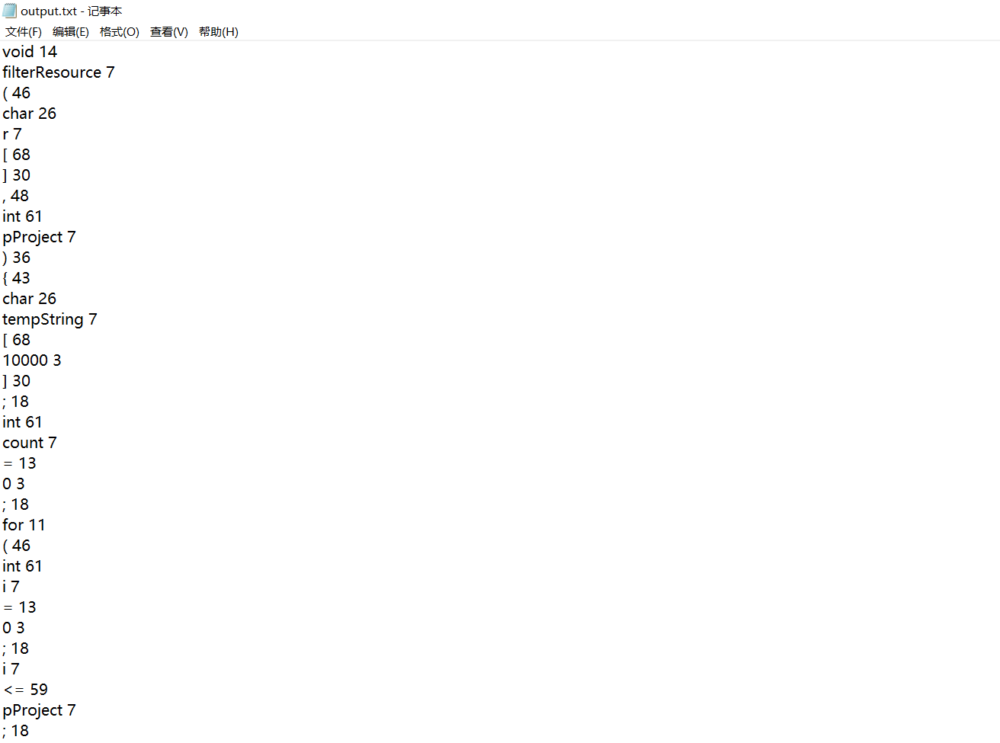 output.txt - 记事本
文件(F) 编辑(E) 格式(O) 查看(V) 帮助(H)
void 14
filterResource 7
( 46
char 26
r 7
[ 68
] 30
, 48
int 61
pProject 7
) 36
{ 43
char 26
tempString 7
[ 68
10000 3
] 30
; 18
int 61
count 7
= 13
0 3
; 18
for 11
( 46
int 61
i 7
= 13
0 3
; 18
i 7
<= 59
pProject 7
; 18